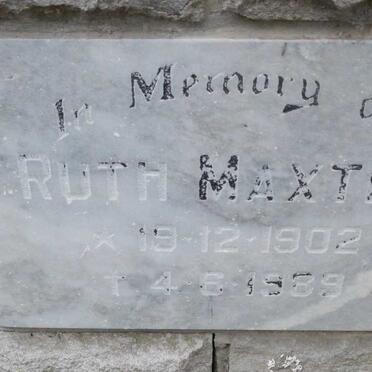 In Memory o
RUTH MAXT
* 19-12-1902
† 4-6-1989